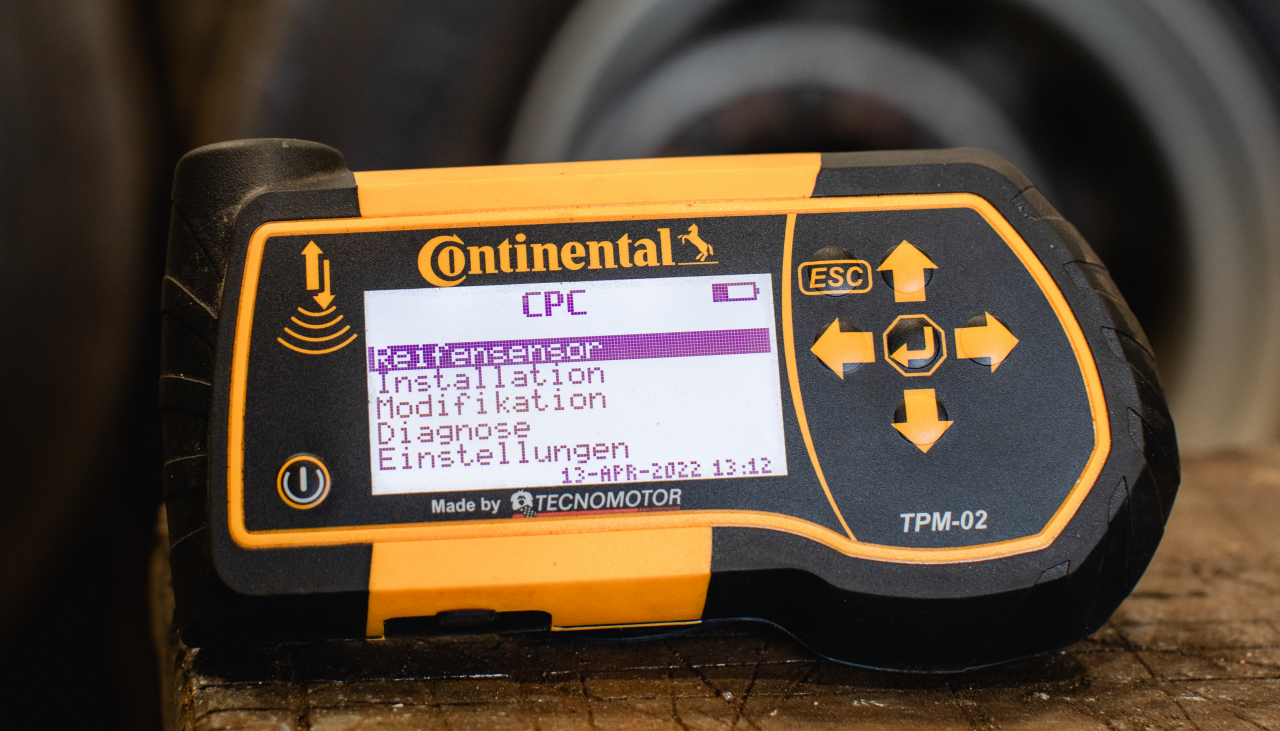 Continental
CPC
Reifensensor
Installation
Modifikation
Diagnose
Einstellungen
13-APR-2022 13:12
Made by TECNOMOTOR
ESC
TPM-02